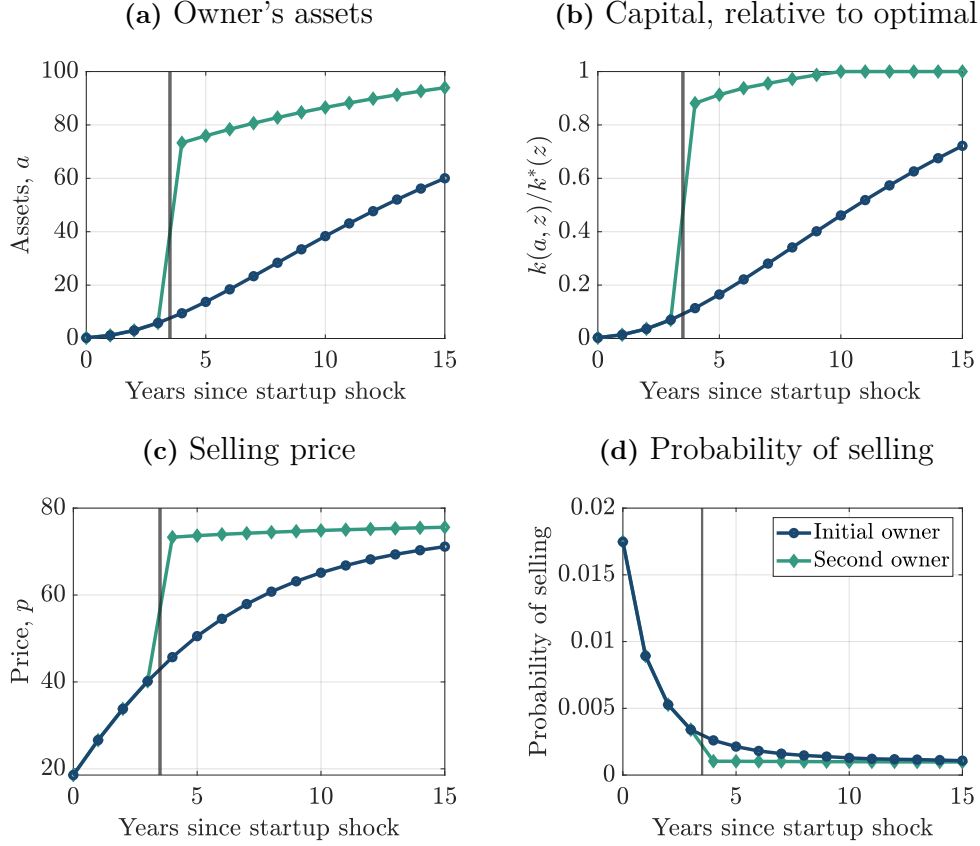 (a) Owner's assets
Assets, a
100
80
60
40
20
0
0 5 10 15
Years since startup shock
(b) Capital, relative to optimal
k(a, z)/k*(z)
1
0.8
0.6
0.4
0.2
0
0 5 10 15
Years since startup shock
(c) Selling price
Price, p
80
60
40
20
0 5 10 15
Years since startup shock
(d) Probability of selling
Probability of selling
0.02
0.015
0.01
0.005
0
Initial owner
Second owner
0 5 10 15
Years since startup shock